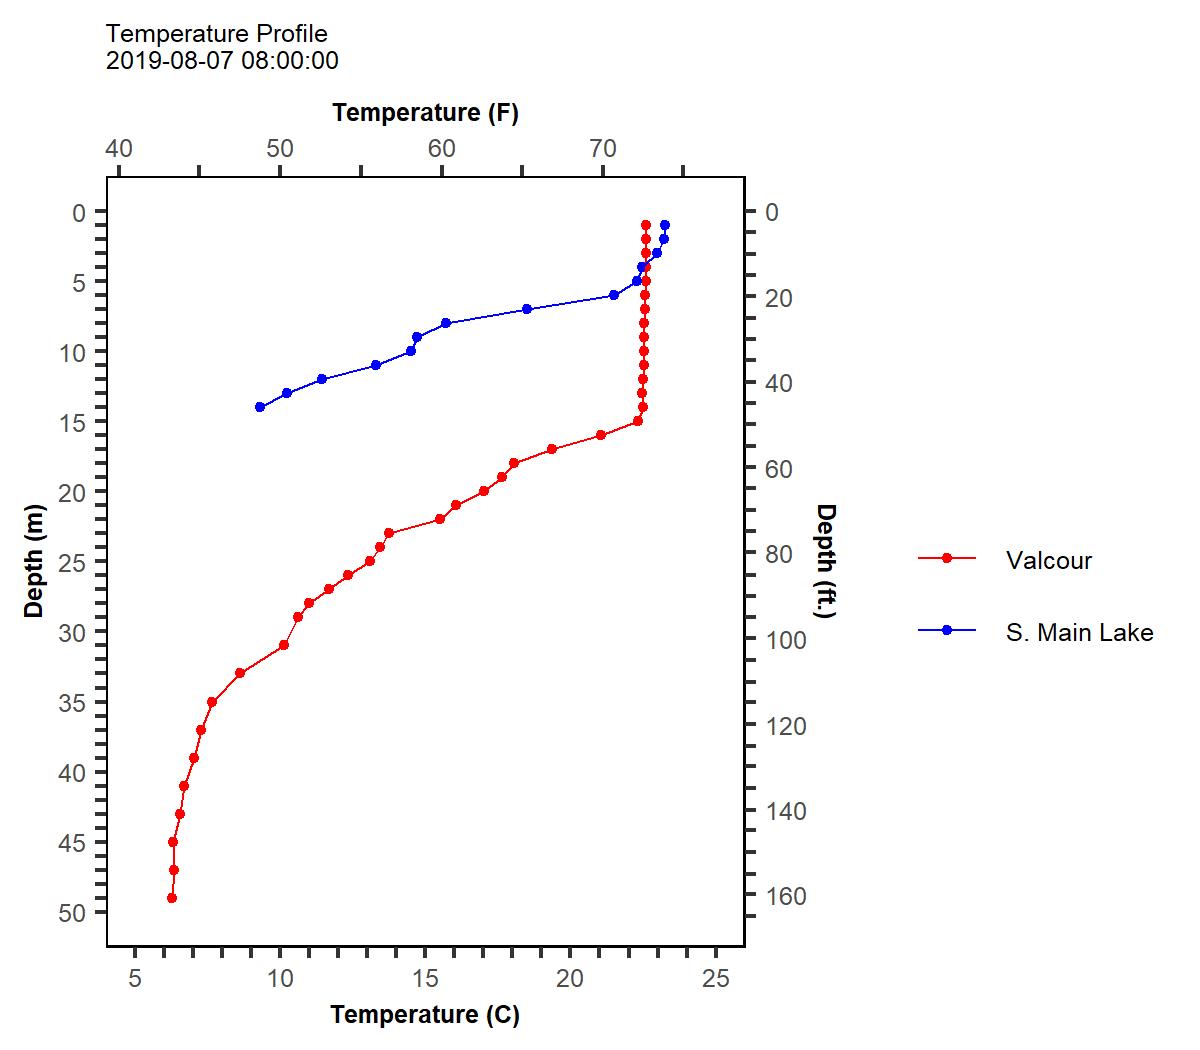 Temperature Profile
2019-08-07 08:00:00
Temperature (F)
40 50 60 70
0
5
10
15
20
25
30
35
40
45
50
Depth (m)
0
20
40
60
80
100
120
140
160
Depth (ft.)
Valcour
S. Main Lake
5 10 15 20 25
Temperature (C)